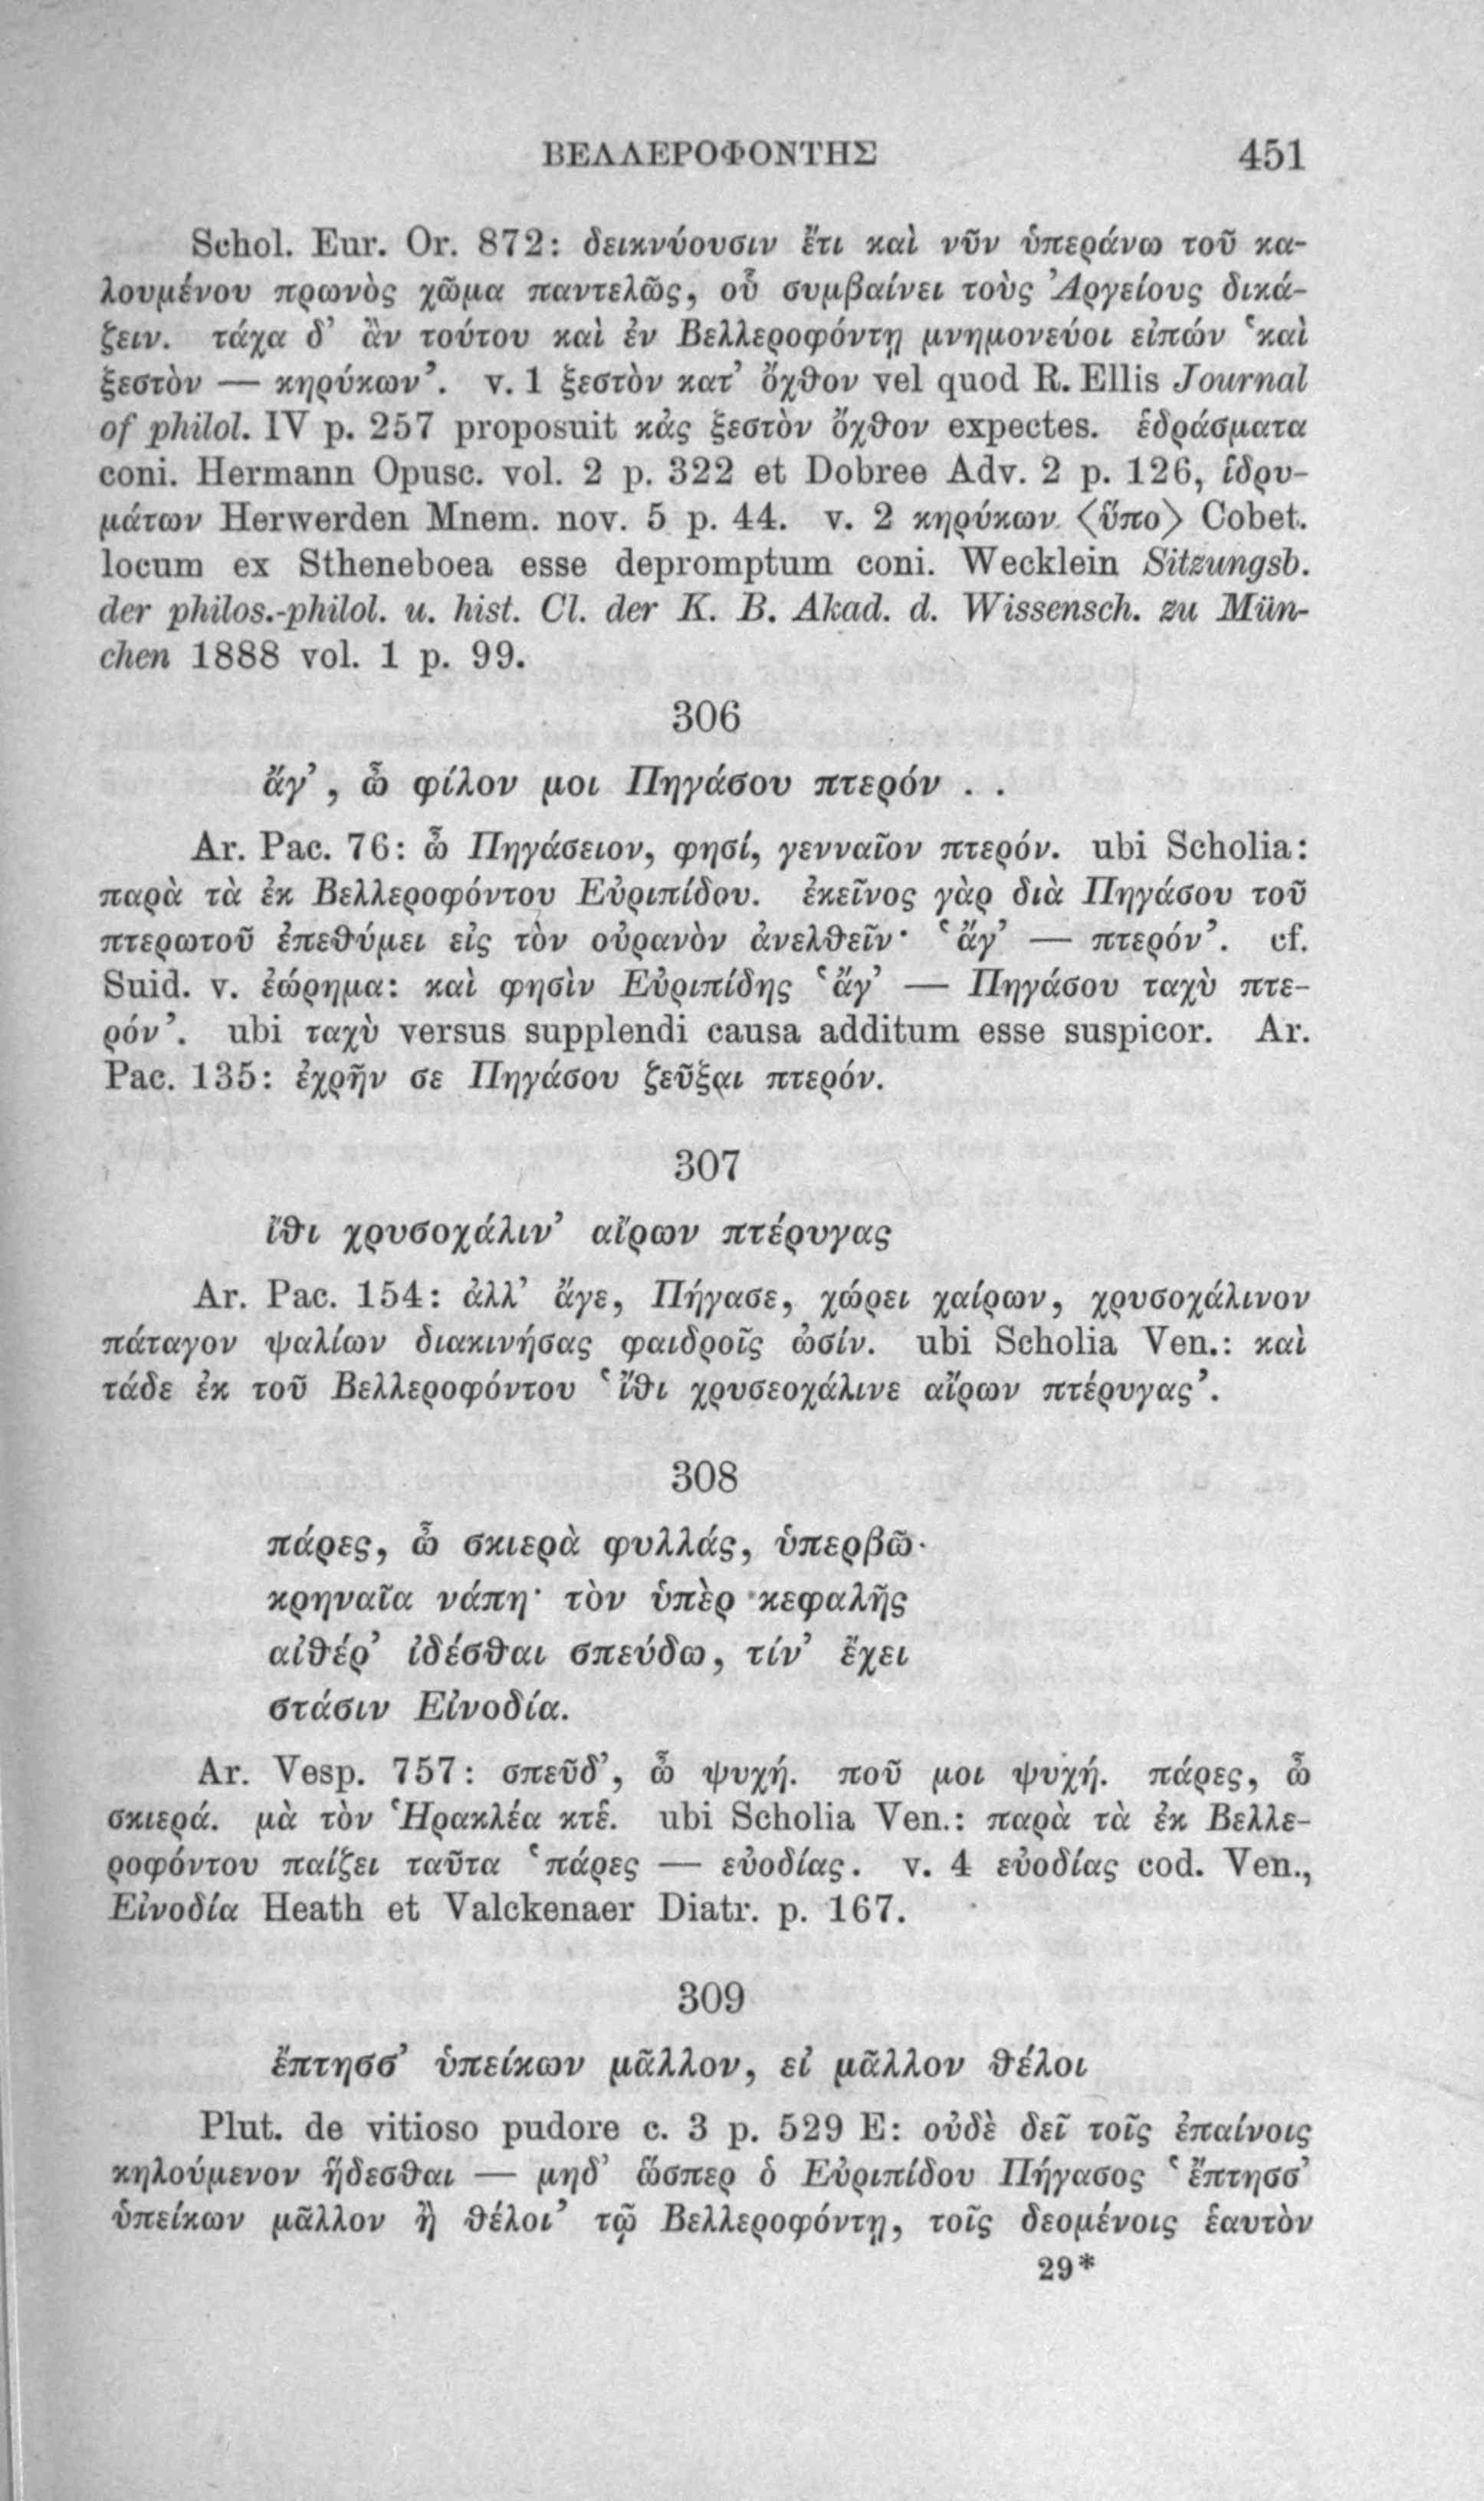 ΒΕΛΛΕΡΟΦΟΝΤΗΣ 451
Schol. Eur. Or. 872: δεικνύουσιν ἔτι καὶ νῦν ὑπεράνω τοῦ κα-
λουμένου πρωνὸς χῶμα παντελῶς, οὗ συμβαίνει τοὺς Ἀργείους δικά-
ζειν. τάχα δ’ ἂν τούτου καὶ ἐν Βελλεροφόντῃ μνημονεύοι εἰπών ‘καὶ
ξεστὸν — κηρύκων’. v. 1 ξεστὸν κατ’ ὄχθον vel quod R. Ellis Journal
of philol. IV p. 257 proposuit κἀς ξεστὸν ὄχθον expectes. ἑδράσματα
coni. Hermann Opusc. vol. 2 p. 322 et Dobree Adv. 2 p. 126, ἱδρυ-
μάτων Herwerden Mnem. nov. 5 p. 44. v. 2 κηρύκων ⟨ὕπο⟩ Cobet.
locum ex Stheneboea esse depromptum coni. Wecklein Sitzungsb.
der philos.-philol. u. hist. Cl. der K. B. Akad. d. Wissensch. zu Mün-
chen 1888 vol. 1 p. 99.
306
ἄγ’, ὦ φίλον μοι Πηγάσου πτερόν . .
Ar. Pac. 76: ὦ Πηγάσειον, φησί, γενναῖον πτερόν. ubi Scholia:
παρὰ τὰ ἐκ Βελλεροφόντου Εὐριπίδου. ἐκεῖνος γὰρ διὰ Πηγάσου τοῦ
πτερωτοῦ ἐπεθύμει εἰς τὸν οὐρανὸν ἀνελθεῖν· ‘ἄγ’ — πτερόν’. cf.
Suid. v. ἐώρημα: καὶ φησὶν Εὐριπίδης ‘ἄγ’ — Πηγάσου ταχὺ πτε-
ρόν’. ubi ταχὺ versus supplendi causa additum esse suspicor. Ar.
Pac. 135: ἐχρῆν σε Πηγάσου ζεῦξαι πτερόν.
307
ἴθι χρυσοχάλιν’ αἴρων πτέρυγας
Ar. Pac. 154: ἀλλ’ ἄγε, Πήγασε, χώρει χαίρων, χρυσοχάλινον
πάταγον ψαλίων διακινήσας φαιδροῖς ὠσίν. ubi Scholia Ven.: καὶ
τάδε ἐκ τοῦ Βελλεροφόντου ‘ἴθι χρυσεοχάλινε αἴρων πτέρυγας’.
308
πάρες, ὦ σκιερὰ φυλλάς, ὑπερβῶ·
κρηναῖα νάπη· τὸν ὑπὲρ κεφαλῆς
αἰθέρ’ ἰδέσθαι σπεύδω, τίν’ ἔχει
στάσιν Εἰνοδία.
Ar. Vesp. 757: σπεῦδ’, ὦ ψυχή. ποῦ μοι ψυχή. πάρες, ὦ
σκιερά. μὰ τὸν Ἡρακλέα κτἑ. ubi Scholia Ven.: παρὰ τὰ ἐκ Βελλε-
ροφόντου παίζει ταῦτα ‘πάρες — εὐοδίας. v. 4 εὐοδίας cod. Ven.,
Εἰνοδία Heath et Valckenaer Diatr. p. 167.
309
ἔπτησσ’ ὑπείκων μᾶλλον, εἰ μᾶλλον θέλοι
Plut. de vitioso pudore c. 3 p. 529 E: οὐδὲ δεῖ τοῖς ἐπαίνοις
κηλούμενον ἥδεσθαι — μηδ’ ὥσπερ ὁ Εὐριπίδου Πήγασος ‘ἔπτησσ’
ὑπείκων μᾶλλον ἢ θέλοι’ τῷ Βελλεροφόντῃ, τοῖς δεομένοις ἑαυτὸν
29*